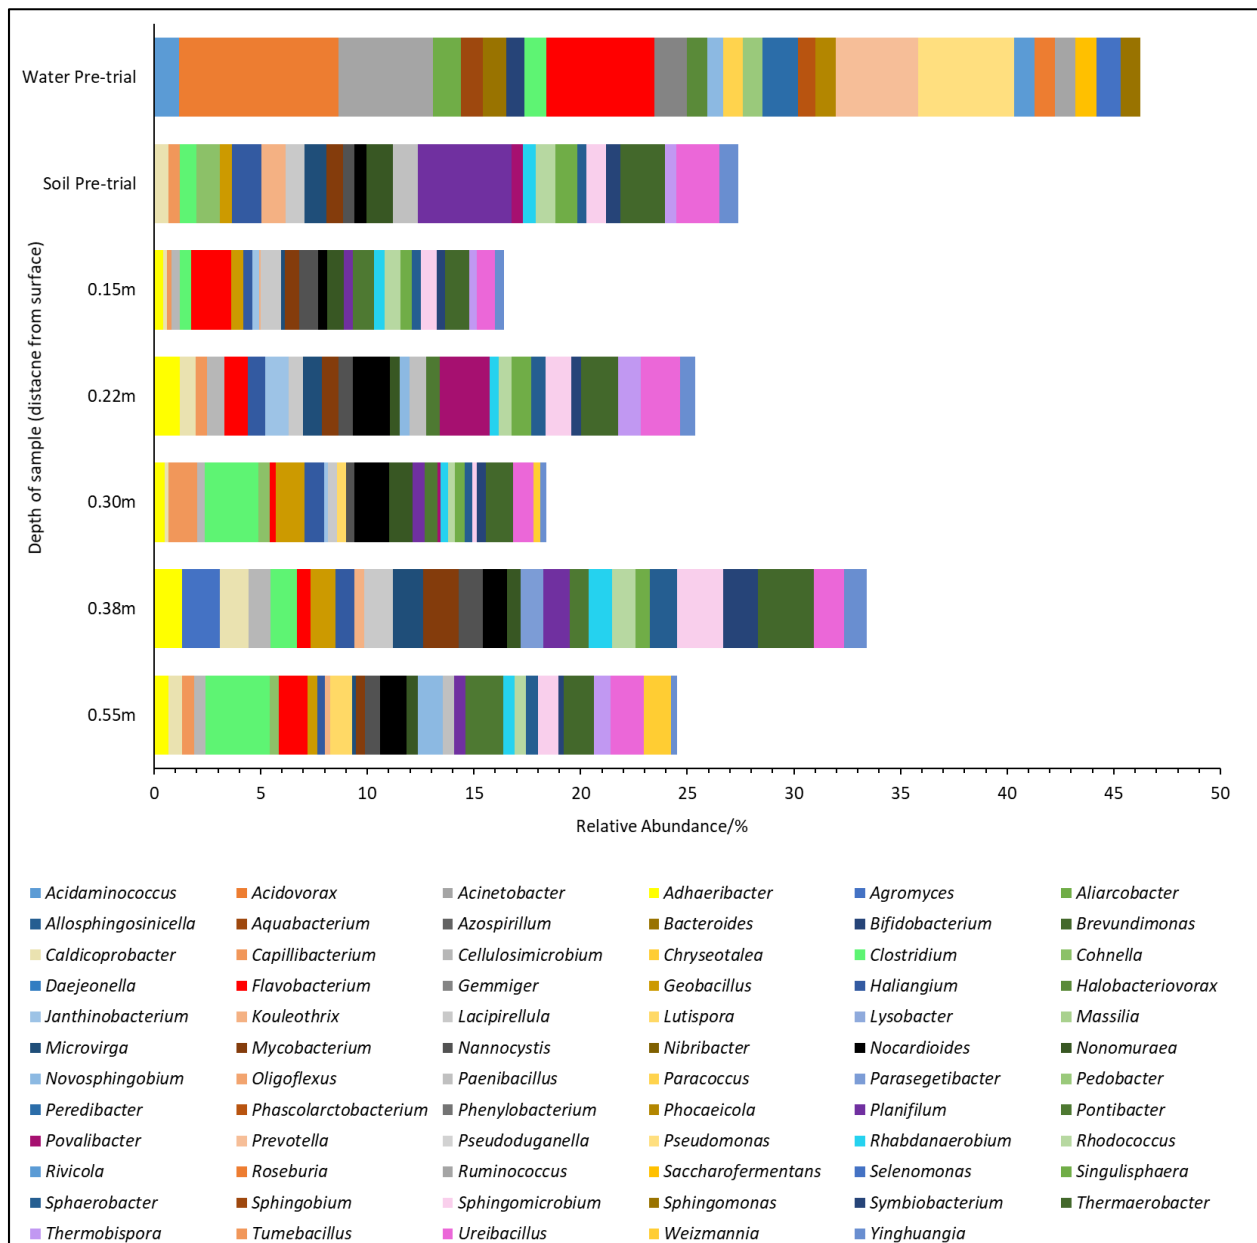 Water Pre-trial
Soil Pre-trial
0.15m
0.22m
0.30m
0.38m
0.55m
Depth of sample (distacne from surface)
0 5 10 15 20 25 30 35 40 45 50
Relative Abundance/%
Acidaminococcus Acidovorax Acinetobacter Adhaeribacter Agromyces Aliarcobacter
Allosphingosinicella Aquabacterium Azospirillum Bacteroides Bifidobacterium Brevundimonas
Caldicoprobacter Capillibacterium Cellulosimicrobium Chryseotalea Clostridium Cohnella
Daejeonella Flavobacterium Gemmiger Geobacillus Haliangium Halobacteriovorax
Janthinobacterium Kouleothrix Lacipirellula Lutispora Lysobacter Massilia
Microvirga Mycobacterium Nannocystis Nibribacter Nocardioides Nonomuraea
Novosphingobium Oligoflexus Paenibacillus Paracoccus Parasegetibacter Pedobacter
Peredibacter Phascolarctobacterium Phenylobacterium Phocaeicola Planifilum Pontibacter
Povalibacter Prevotella Pseudoduganella Pseudomonas Rhabdanaerobium Rhodococcus
Rivicola Roseburia Ruminococcus Saccharofermentans Selenomonas Singulisphaera
Sphaerobacter Sphingobium Sphingomicrobium Sphingomonas Symbiobacterium Thermaerobacter
Thermobispora Tumebacillus Ureibacillus Weizmannia Yinghuangia